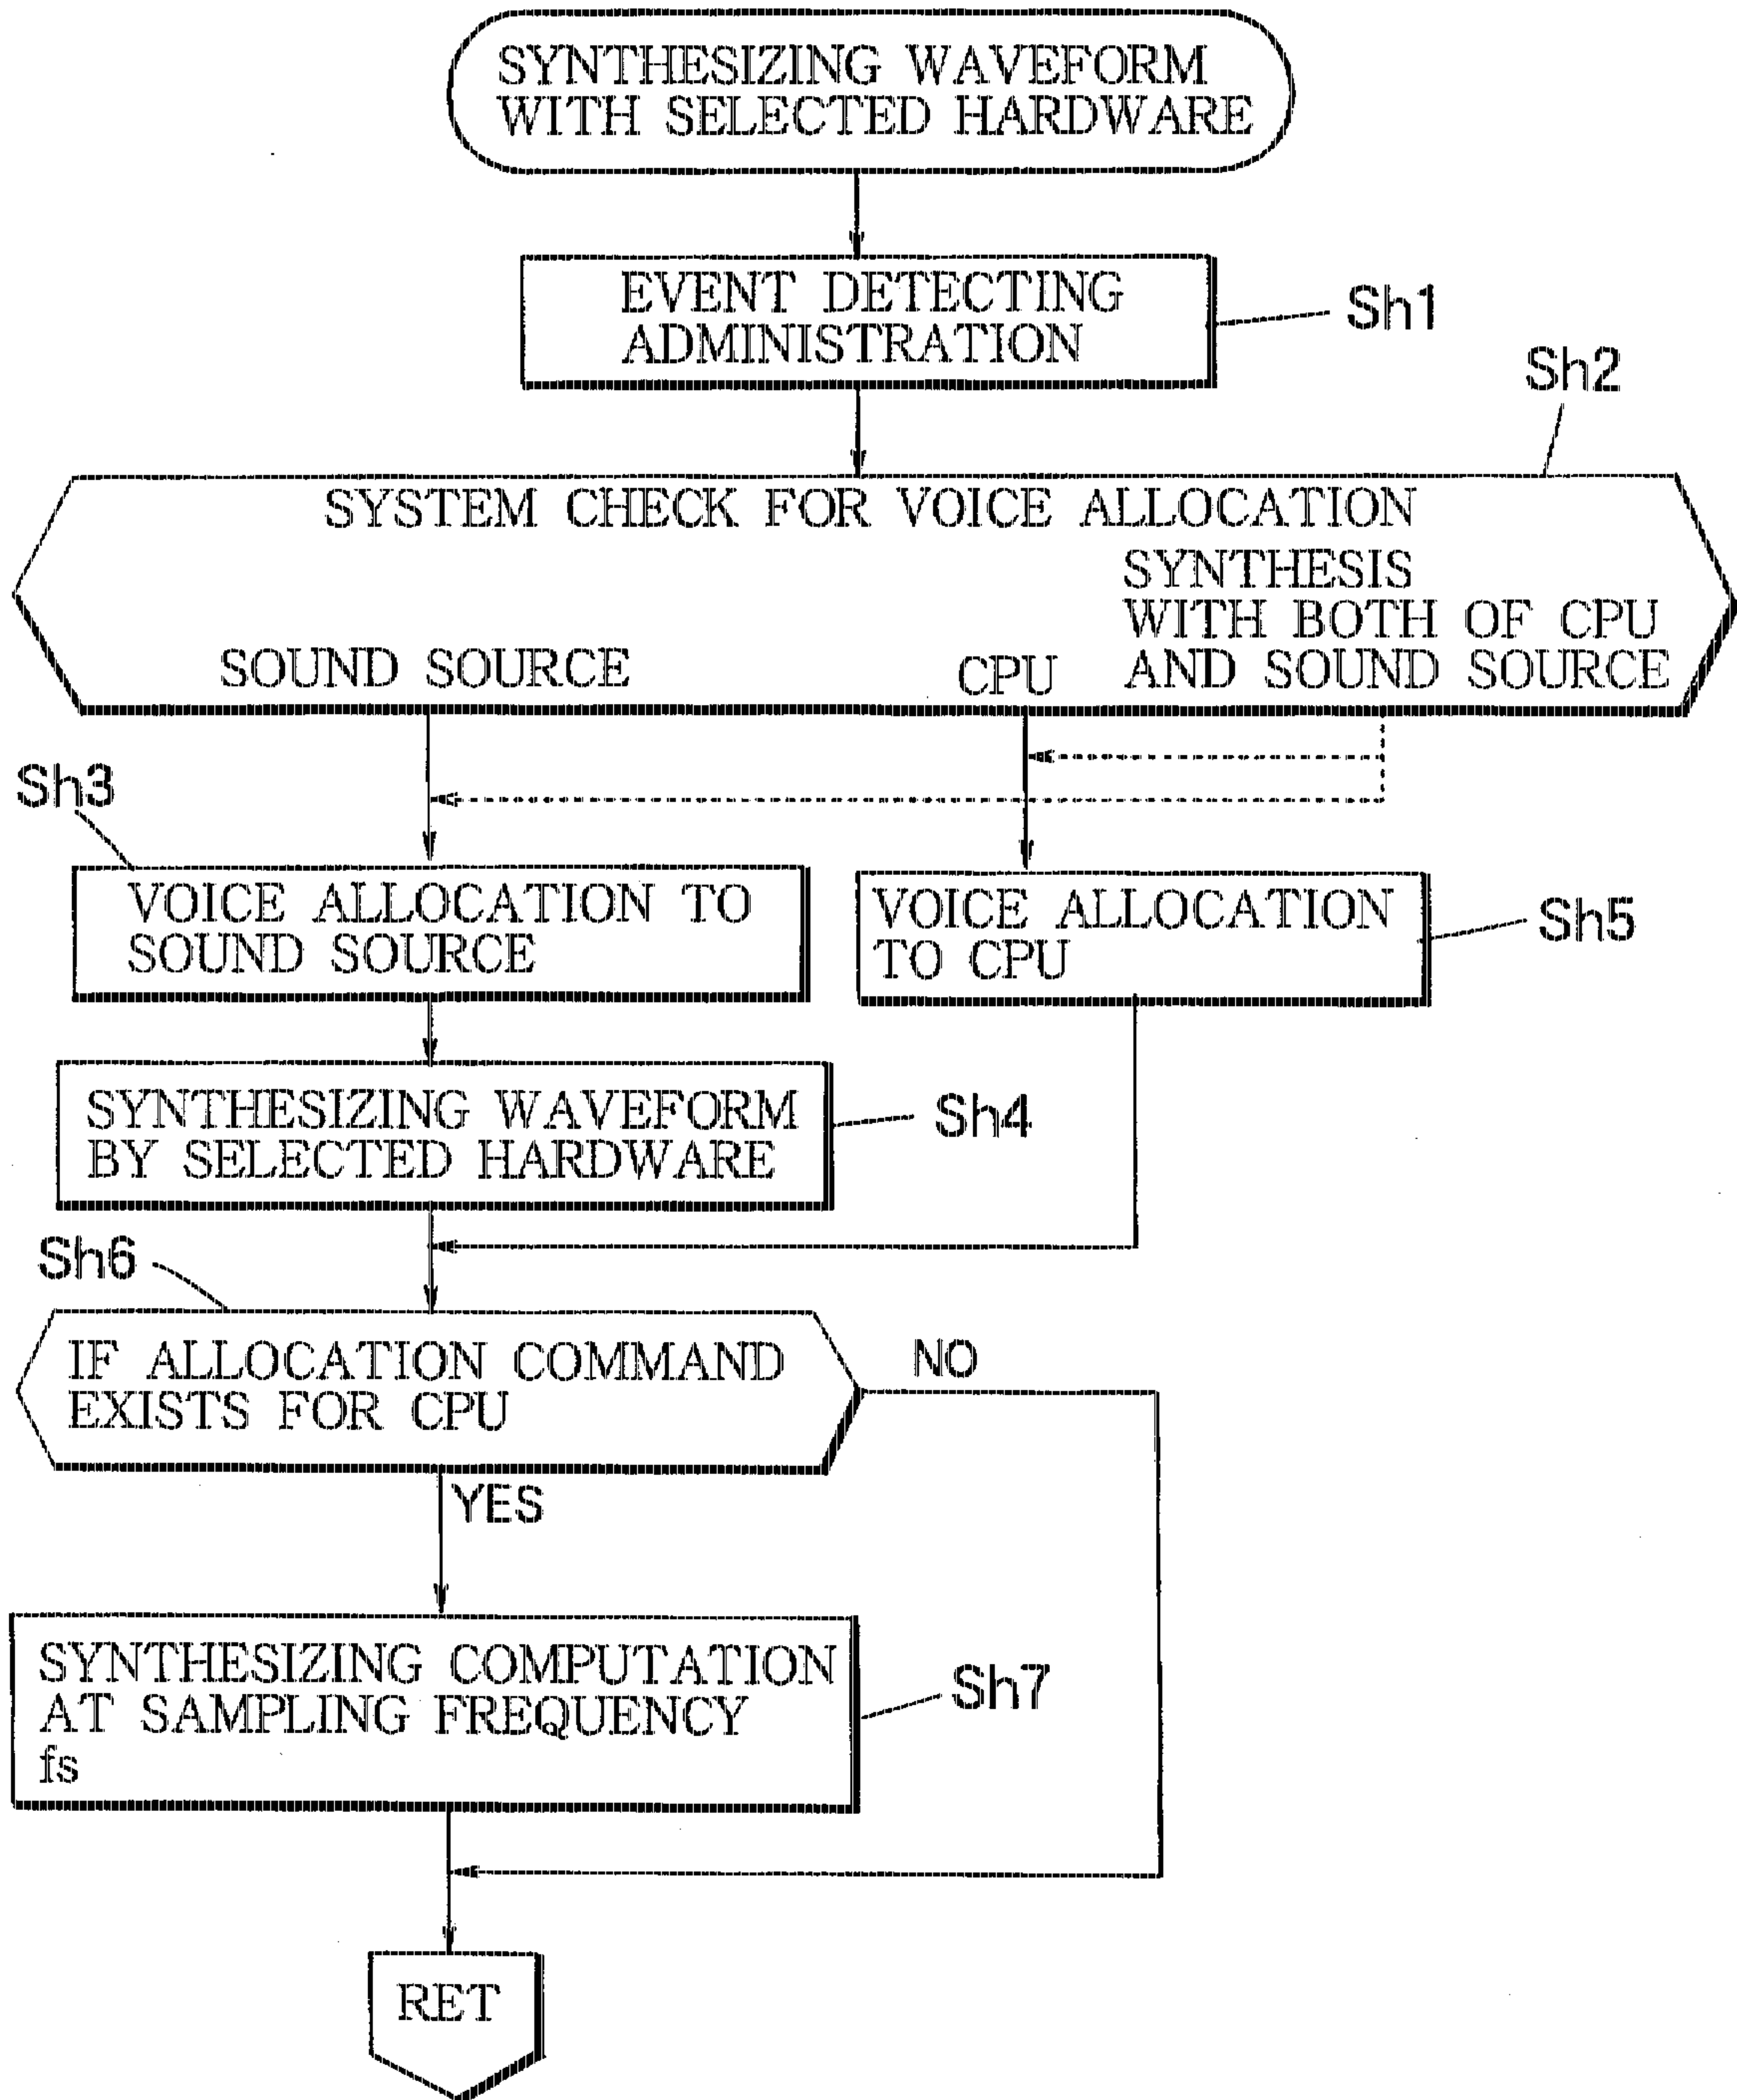 SYNTHESIZING WAVEFORM
WITH SELECTED HARDWARE
EVENT DETECTING
ADMINISTRATION
Sh1
Sh2
SYSTEM CHECK FOR VOICE ALLOCATION
SYNTHESIS
WITH BOTH OF CPU
AND SOUND SOURCE
SOUND SOURCE
CPU
Sh3
VOICE ALLOCATION TO
SOUND SOURCE
VOICE ALLOCATION
TO CPU
Sh5
SYNTHESIZING WAVEFORM
BY SELECTED HARDWARE
Sh4
Sh6
IF ALLOCATION COMMAND
EXISTS FOR CPU
NO
YES
SYNTHESIZING COMPUTATION
AT SAMPLING FREQUENCY
fs
Sh7
RET